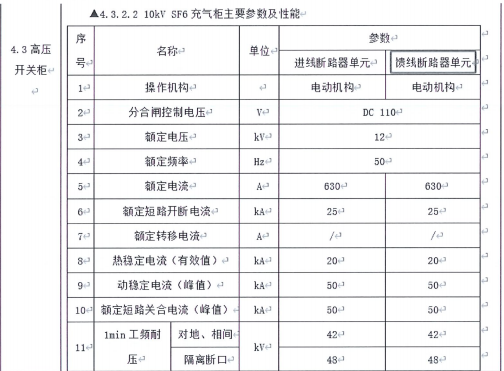 ▲4.3.2.2 10kV SF6 充气柜主要参数及性能
4.3 高压
开关柜
序号 名称 单位 参数
进线断路器单元 馈线断路器单元
1 操作机构 电动机构 电动机构
2 分合闸控制电压 V DC 110
3 额定电压 kV 12
4 额定频率 Hz 50
5 额定电流 A 630 630
6 额定短路开断电流 kA 25 25
7 额定转移电流 A / /
8 热稳定电流（有效值） kA 20 20
9 动稳定电流（峰值） kA 50 50
10 额定短路关合电流（峰值） kA 50 50
11 1min 工频耐压 对地、相间 kV 42 42
隔离断口 48 48